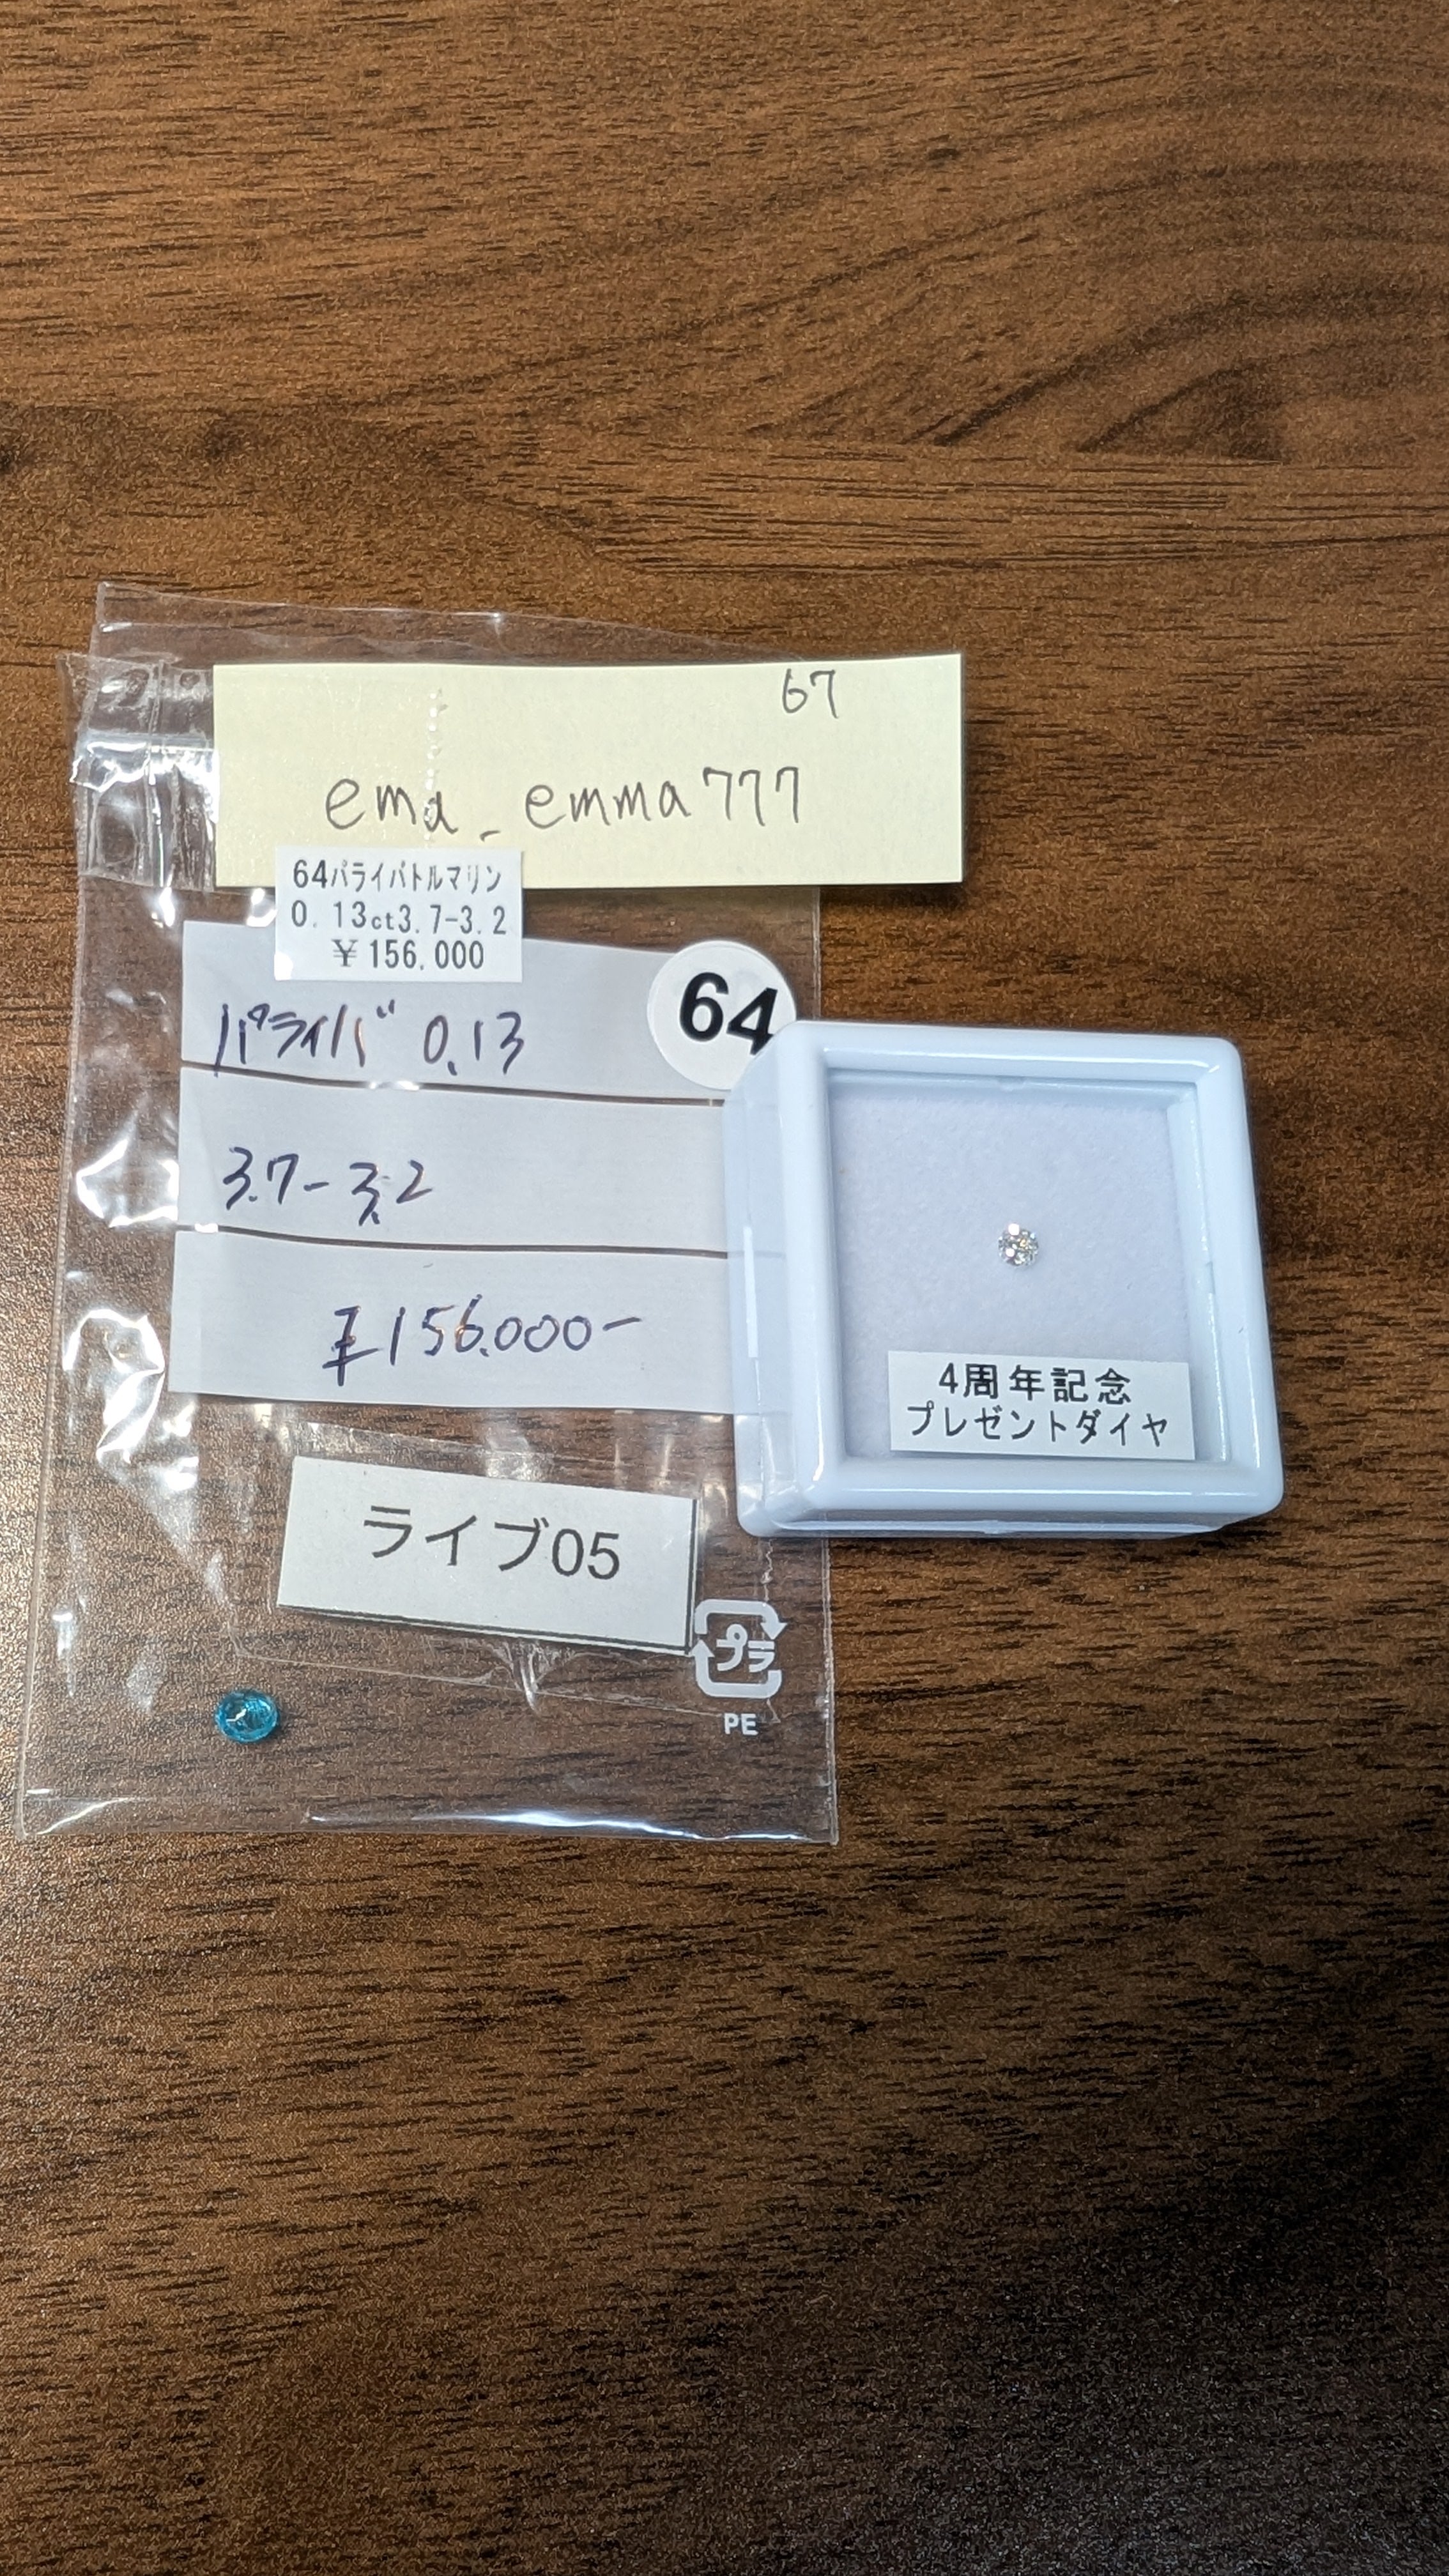 67
ema_emma777
64パライバトルマリン
0.13ct3.7-3.2
¥156,000
パライバ 0.13
64
3.7-3.2
¥156.000-
4周年記念
プレゼントダイヤ
ライブ05
プラ
PE